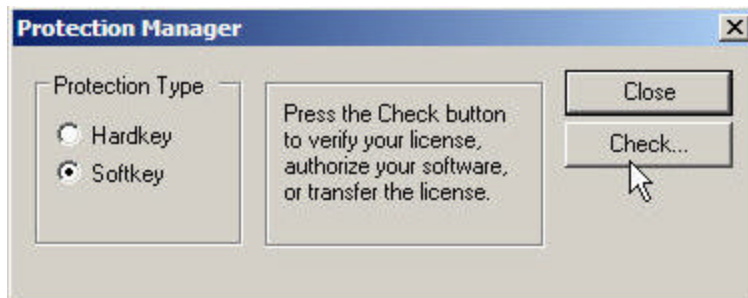 Protection Manager
Protection Type
Hardkey
Softkey
Press the Check button
to verify your license,
authorize your software,
or transfer the license.
Close
Check...